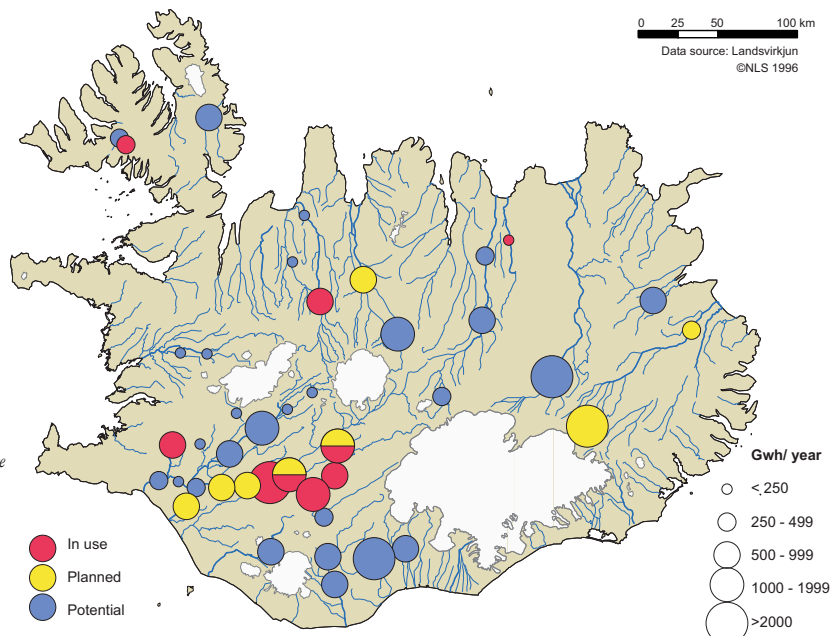 0 25 50 100 km
Data source: Landsvirkjun
©NLS 1996
e
Gwh/ year
< 250
250 - 499
500 - 999
1000 - 1999
>2000
In use
Planned
Potential